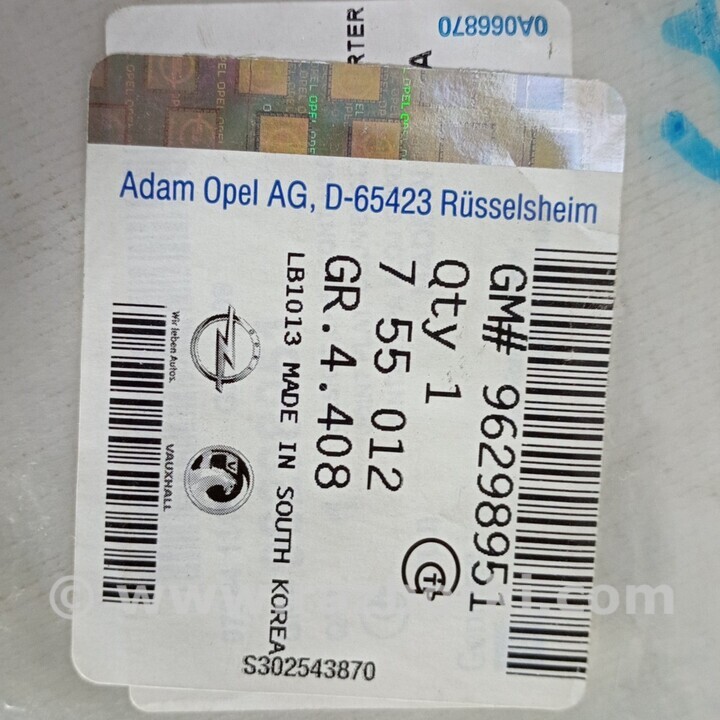 0A066870
RTER
A
Adam Opel AG, D-65423 Rüsselsheim
GM# 96298951
Qty 1
7 55 012
GR.4.408
LB1013 MADE IN SOUTH KOREA
OPEL
Wir leben Autos.
VAUXHALL
S302543870